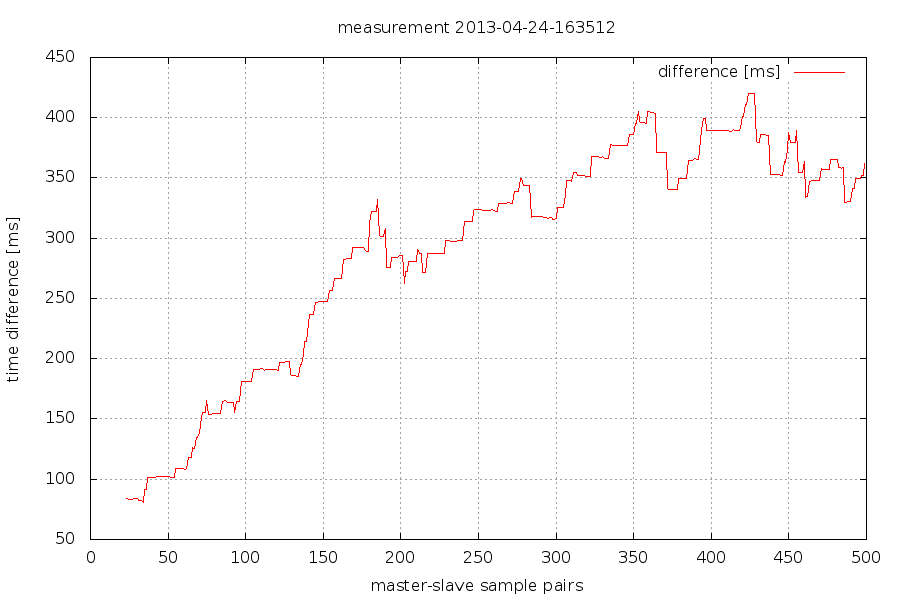 measurement 2013-04-24-163512
difference [ms]
450
400
350
300
250
200
150
100
50
time difference [ms]
0 50 100 150 200 250 300 350 400 450 500
master-slave sample pairs